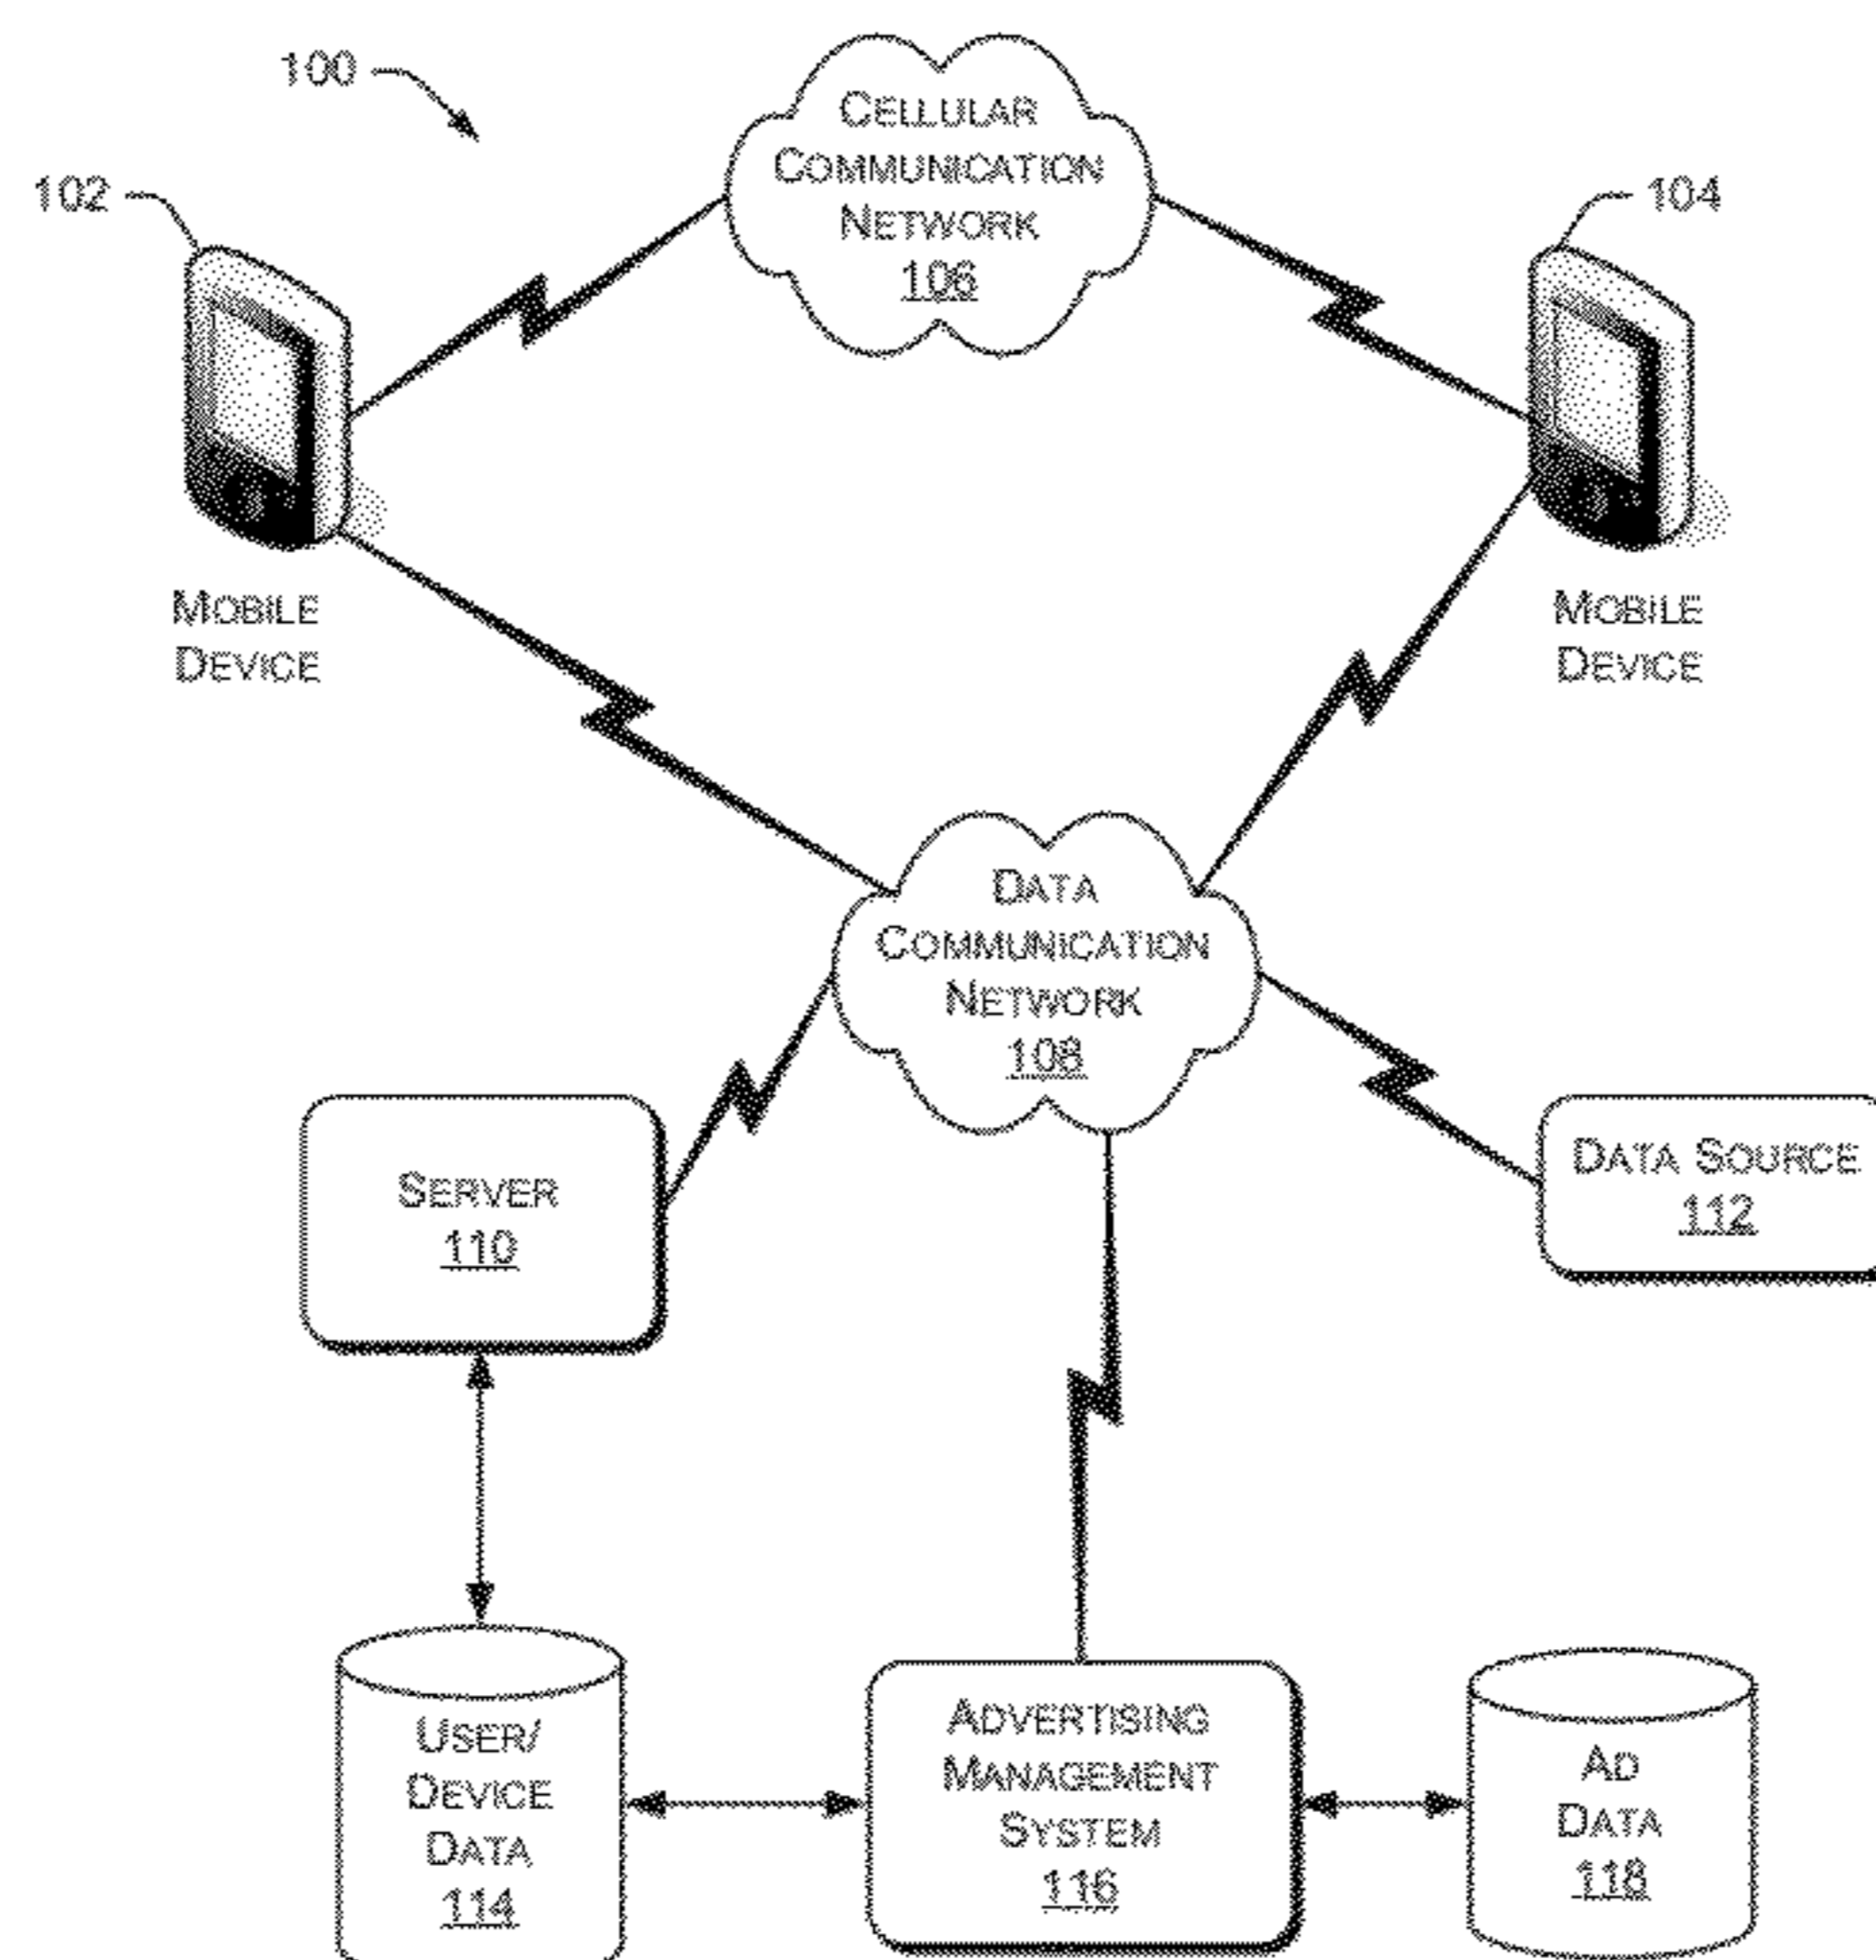 100
CELLULAR
COMMUNICATION
NETWORK
106
102
104
MOBILE
DEVICE
MOBILE
DEVICE
DATA
COMMUNICATION
NETWORK
108
SERVER
110
DATA SOURCE
112
USER/
DEVICE
DATA
114
ADVERTISING
MANAGEMENT
SYSTEM
116
AD
DATA
118